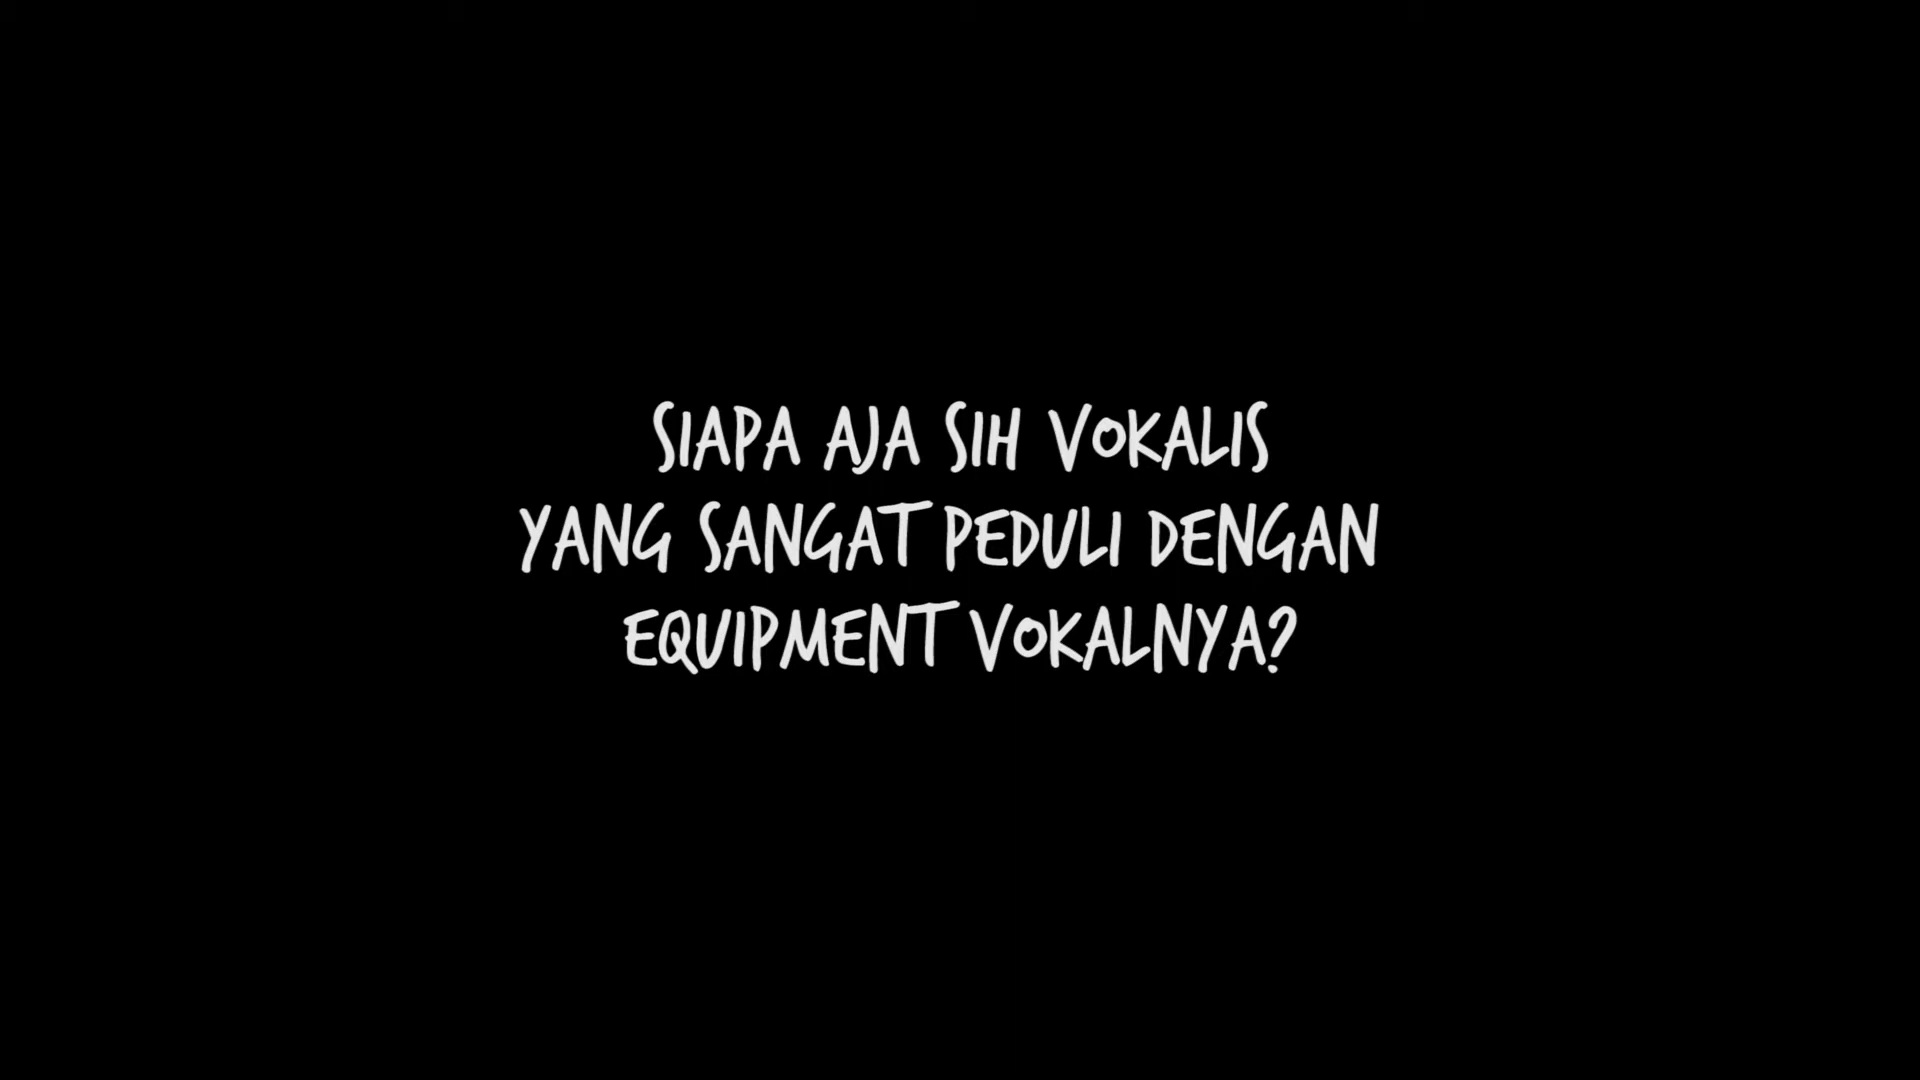 SIAPA AJA SIH VOKALIS
YANG SANGAT PEDULI DENGAN
EQUIPMENT VOKALNYA?